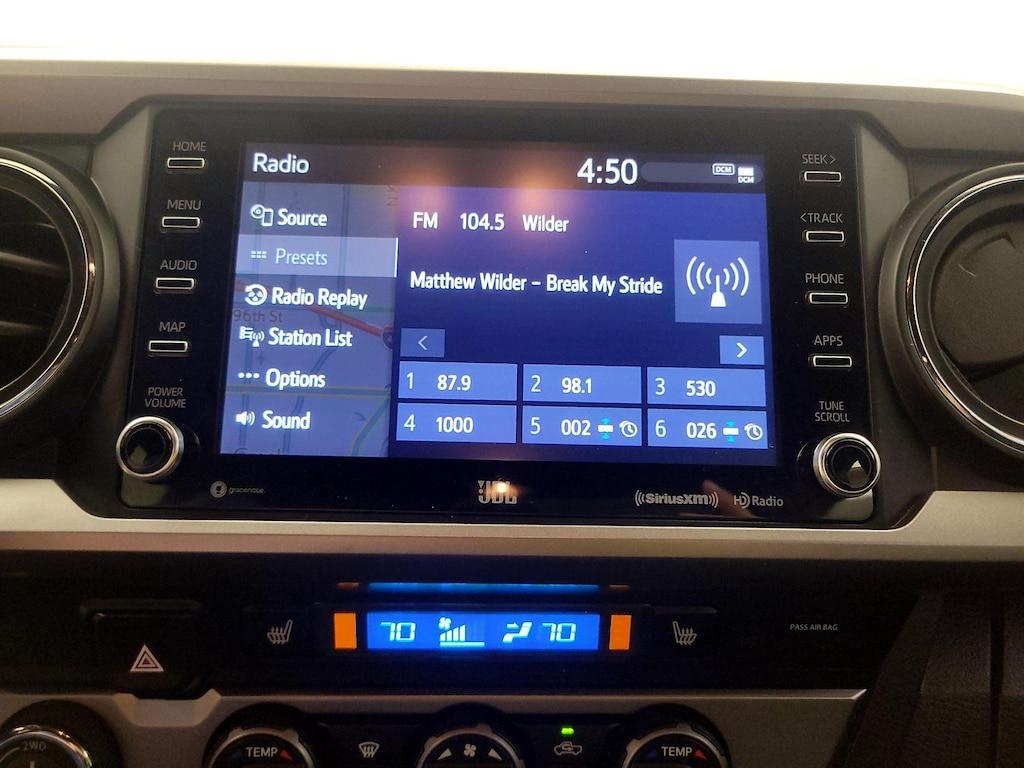 HOME
MENU
AUDIO
MAP
POWER
VOLUME
Radio
4:50
DCM
DCM
Source
Presets
Radio Replay
96th St
Station List
Options
Sound
FM 104.5 Wilder
Matthew Wilder – Break My Stride
< >
1 87.9
2 98.1
3 530
4 1000
5 002
6 026
SEEK>
<TRACK
PHONE
APPS
TUNE
SCROLL
gracenote
JBL
((SiriusXM))
HD Radio
70 70
PASS AIR BAG
2WD
TEMP
TEMP